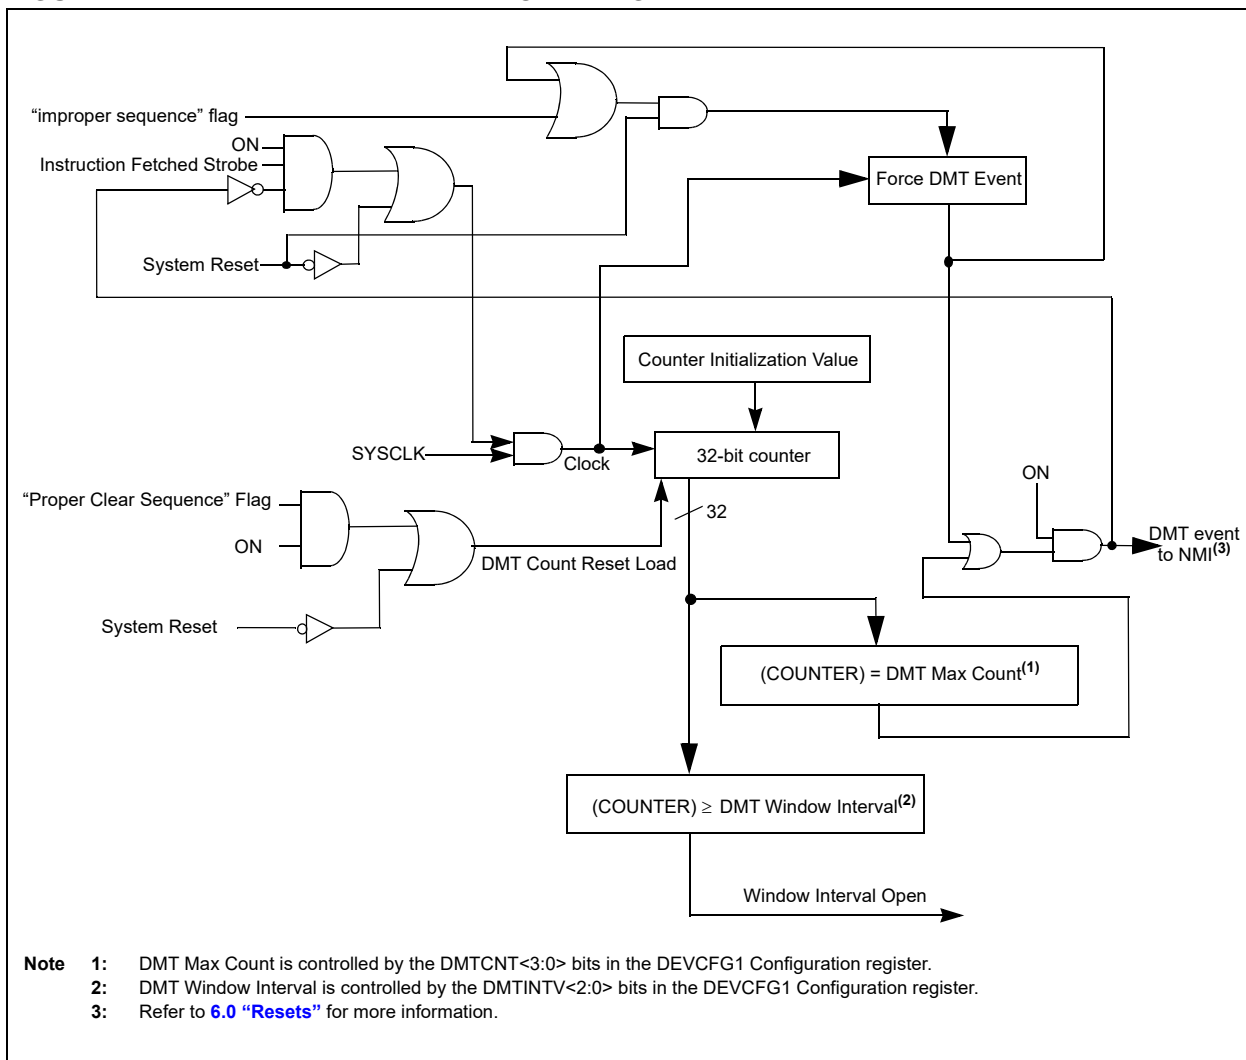 “improper sequence” flag
ON
Instruction Fetched Strobe
Force DMT Event
System Reset
Counter Initialization Value
SYSCLK
Clock
32-bit counter
“Proper Clear Sequence” Flag
32
ON
ON
DMT Count Reset Load
DMT event
to NMI(3)
System Reset
(COUNTER) = DMT Max Count(1)
(COUNTER) ≥ DMT Window Interval(2)
Window Interval Open
Note 1: DMT Max Count is controlled by the DMTCNT<3:0> bits in the DEVCFG1 Configuration register.
2: DMT Window Interval is controlled by the DMTINTV<2:0> bits in the DEVCFG1 Configuration register.
3: Refer to 6.0 “Resets” for more information.